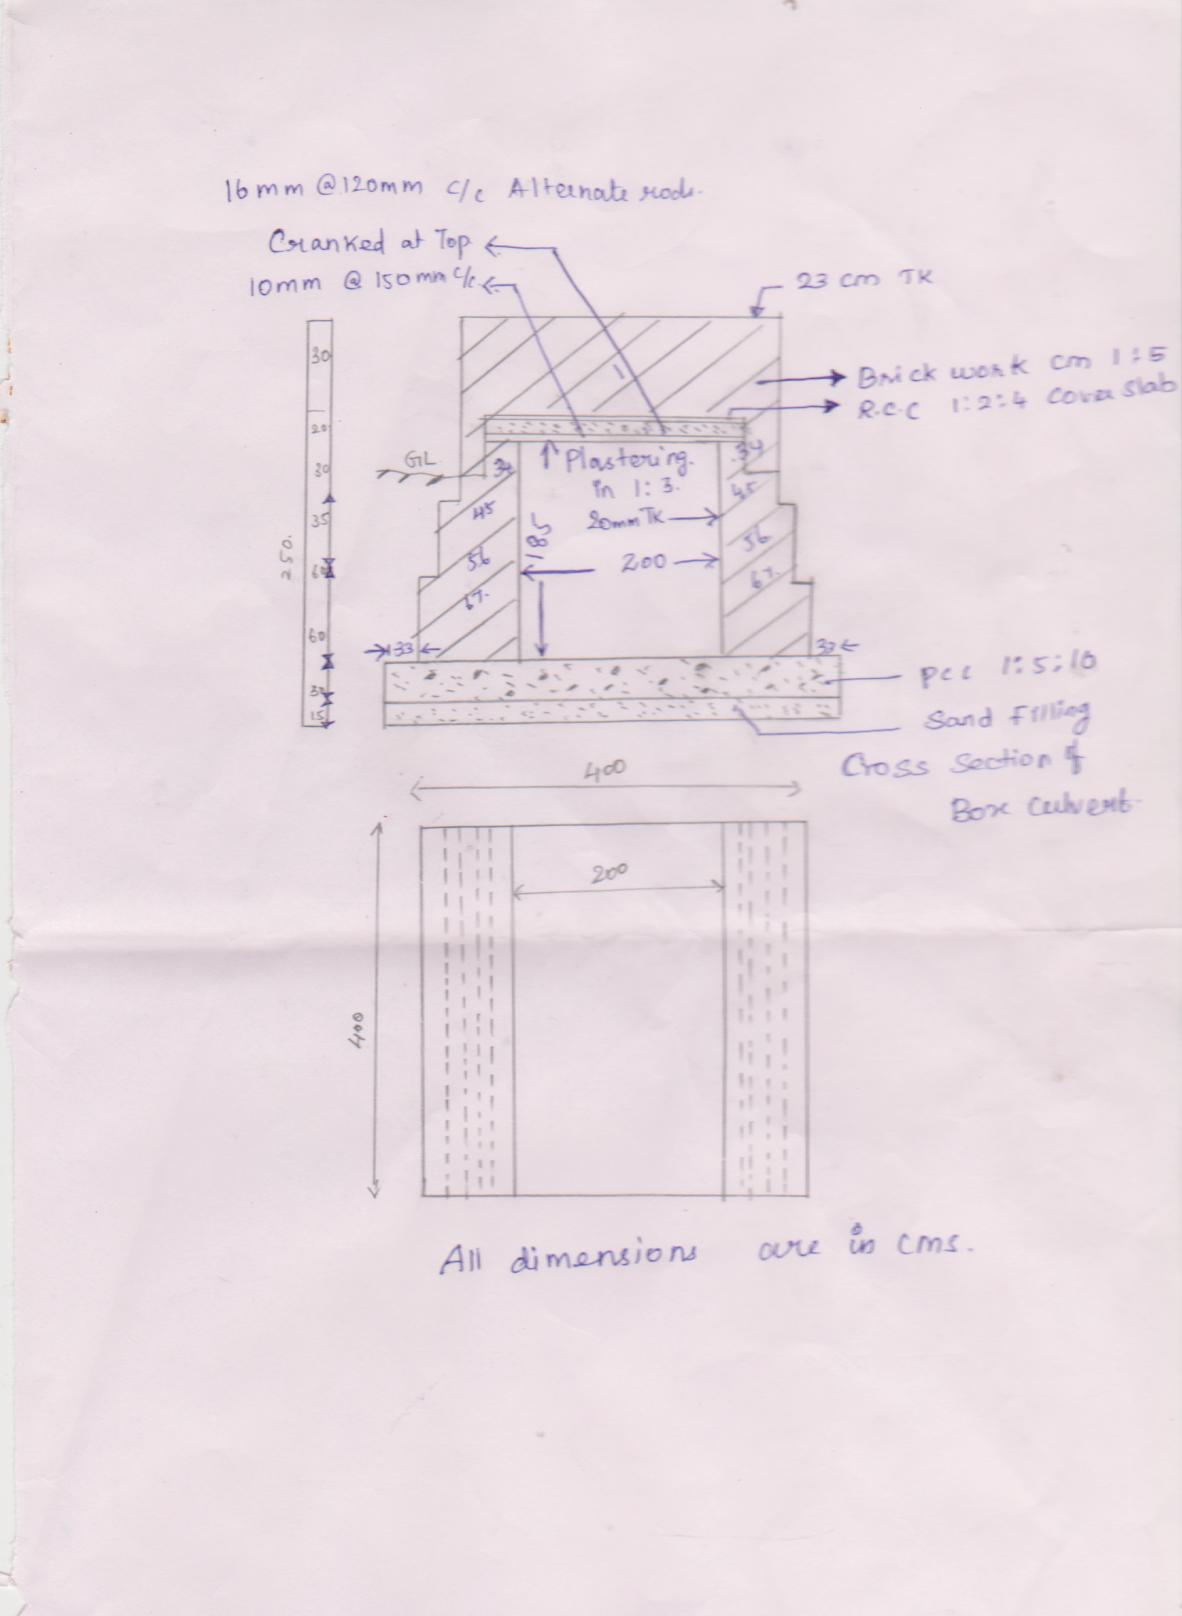 16mm @120mm c/c Alternate rods.
Cranked at Top
10mm @ 150mm c/c
23 cm TK
30
Brick work cm 1:5
R.C.C 1:2:4 Cover slab
20
GL
30
34
Plastering.
in 1:3.
34
35
45
20mm TK
45
250.
185
60
56
200
56
67.
67.
60
33
33
PCC 1:5:10
30
15
Sand filling
Cross Section of
Box Culvert.
400
200
400
All dimensions are in cms.